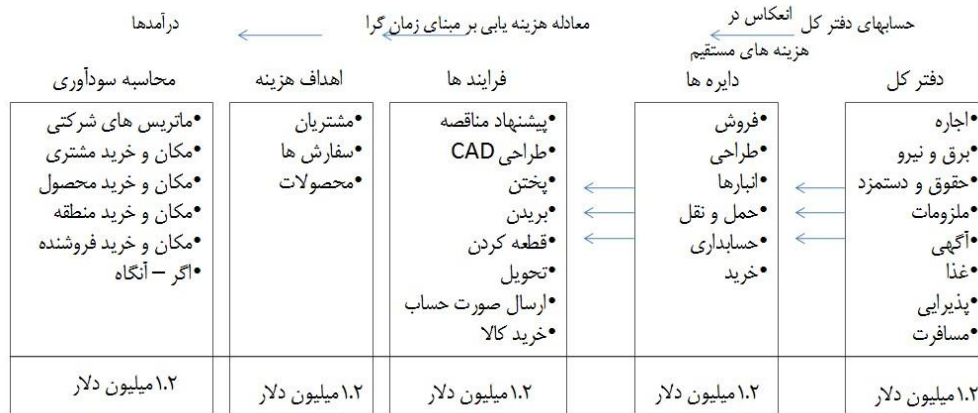 حسابهای دفتر کل
انعکاس در
هزینه های مستقیم
معادله هزینه یابی بر مبنای زمان گرا
درآمدها
دفتر کل
•اجاره
•برق و نیرو
•حقوق و دستمزد
•ملزومات
•آگهی
•غذا
•پذیرایی
•مسافرت
۱.۲میلیون دلار
دایره ها
•فروش
•طراحی
•انبارها
•حمل و نقل
•حسابداری
•خرید
۱.۲میلیون دلار
فرایند ها
•پیشنهاد مناقصه
•طراحی CAD
•پختن
•بریدن
•قطعه کردن
•تحویل
•ارسال صورت حساب
•خرید کالا
۱.۲میلیون دلار
اهداف هزینه
•مشتریان
•سفارش ها
•محصولات
۱.۲میلیون دلار
محاسبه سودآوری
•ماتریس های شرکتی
•مکان و خرید مشتری
•مکان و خرید محصول
•مکان و خرید منطقه
•مکان و خرید فروشنده
•اگر – آنگاه
۱.۲میلیون دلار